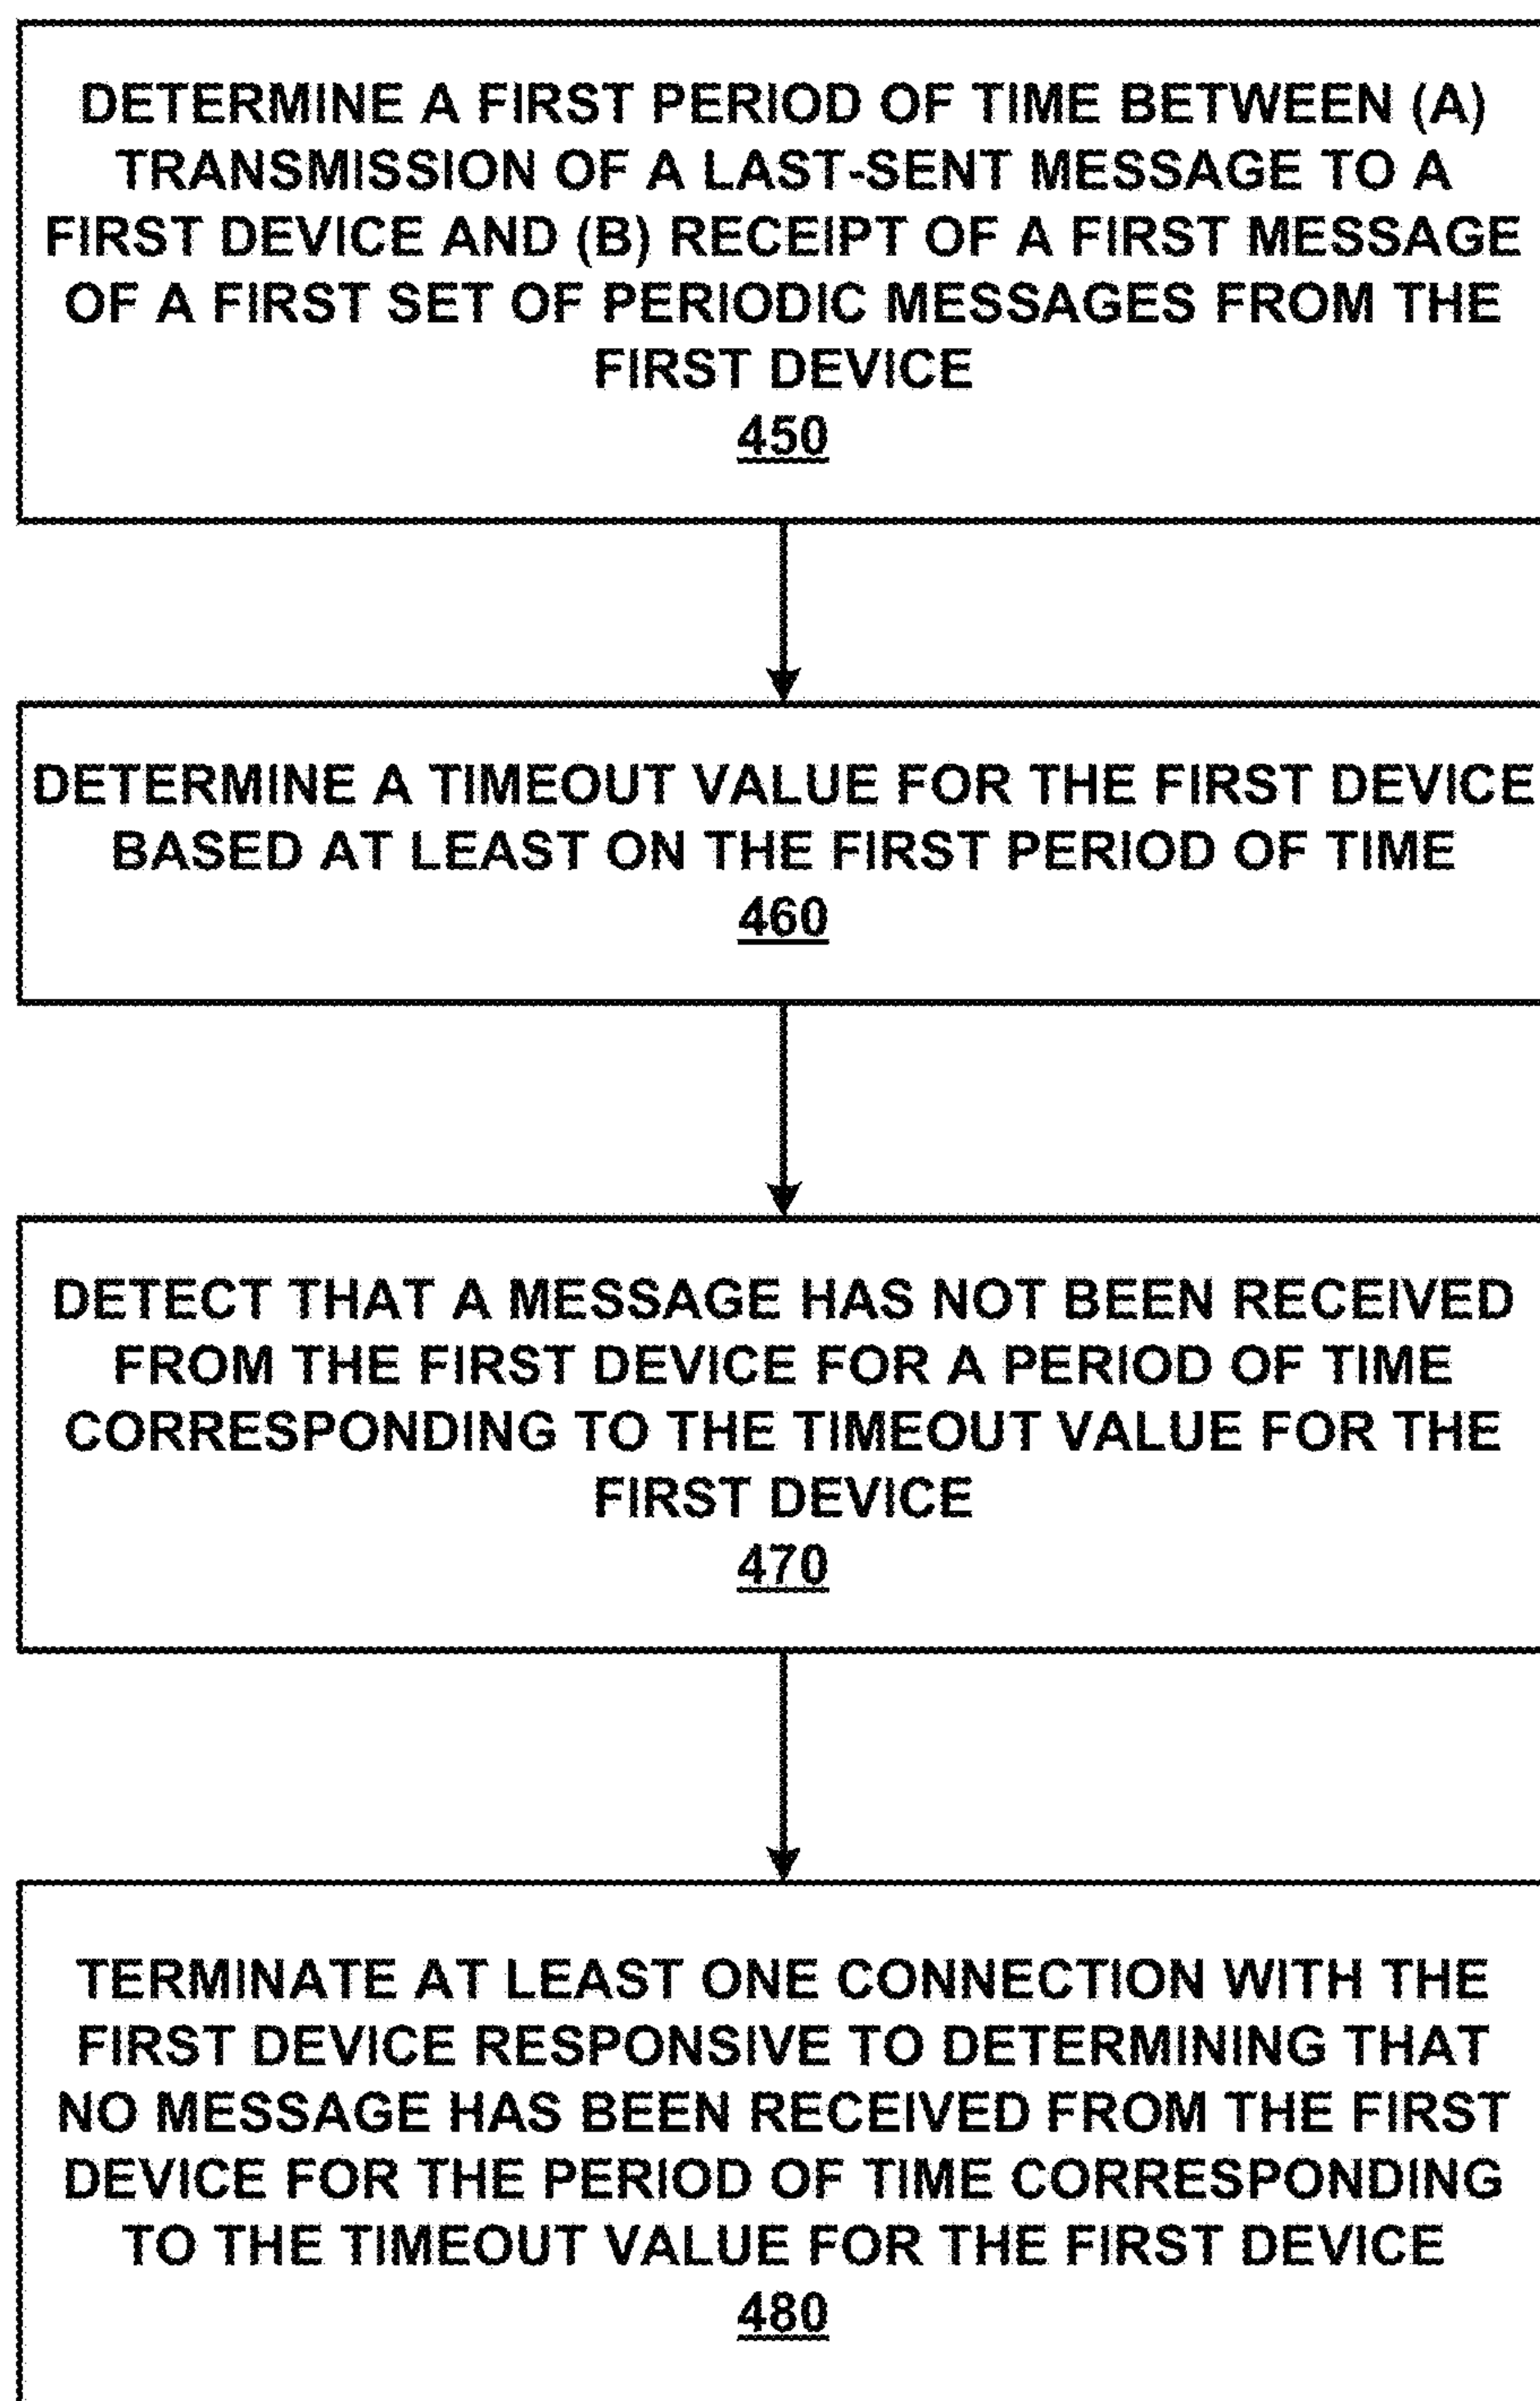 DETERMINE A FIRST PERIOD OF TIME BETWEEN (A)
TRANSMISSION OF A LAST-SENT MESSAGE TO A
FIRST DEVICE AND (B) RECEIPT OF A FIRST MESSAGE
OF A FIRST SET OF PERIODIC MESSAGES FROM THE
FIRST DEVICE
450
DETERMINE A TIMEOUT VALUE FOR THE FIRST DEVICE
BASED AT LEAST ON THE FIRST PERIOD OF TIME
460
DETECT THAT A MESSAGE HAS NOT BEEN RECEIVED
FROM THE FIRST DEVICE FOR A PERIOD OF TIME
CORRESPONDING TO THE TIMEOUT VALUE FOR THE
FIRST DEVICE
470
TERMINATE AT LEAST ONE CONNECTION WITH THE
FIRST DEVICE RESPONSIVE TO DETERMINING THAT
NO MESSAGE HAS BEEN RECEIVED FROM THE FIRST
DEVICE FOR THE PERIOD OF TIME CORRESPONDING
TO THE TIMEOUT VALUE FOR THE FIRST DEVICE
480